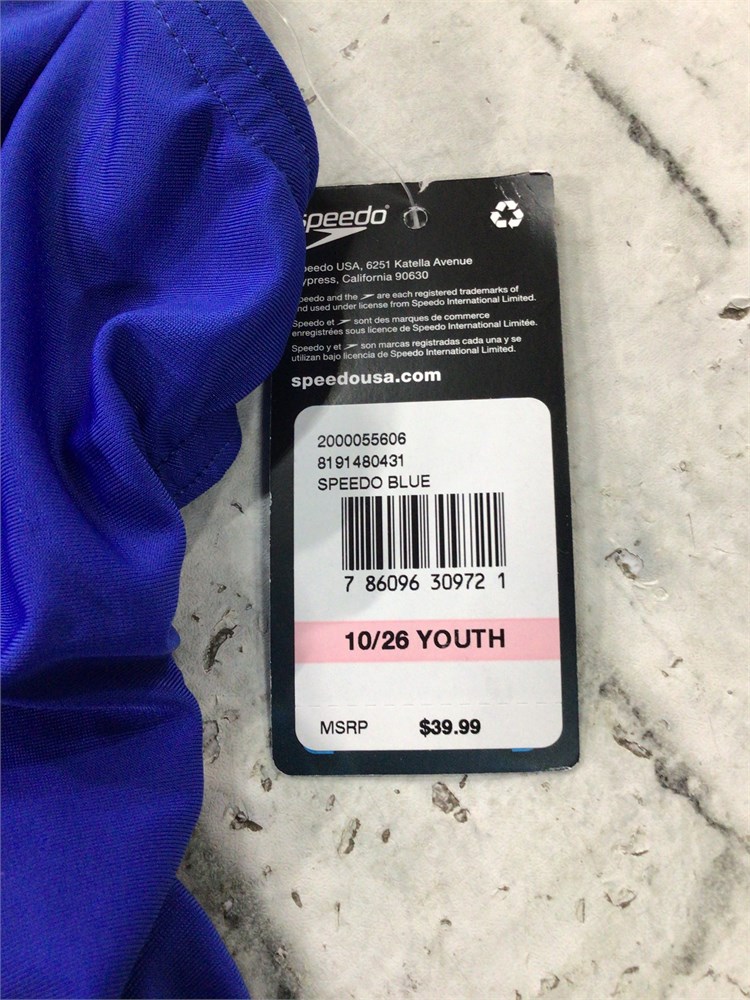 speedo
Speedo USA, 6251 Katella Avenue
Cypress, California 90630
Speedo and the are each registered trademarks of
and used under license from Speedo International Limited.
Speedo et sont des marques de commerce
enregistrées sous licence de Speedo International Limitée.
Speedo y et son marcas registradas cada una y se
utilizan bajo licencia de Speedo International Limited.
speedousa.com
2000055606
8191480431
SPEEDO BLUE
7 86096 30972 1
10/26 YOUTH
MSRP $39.99